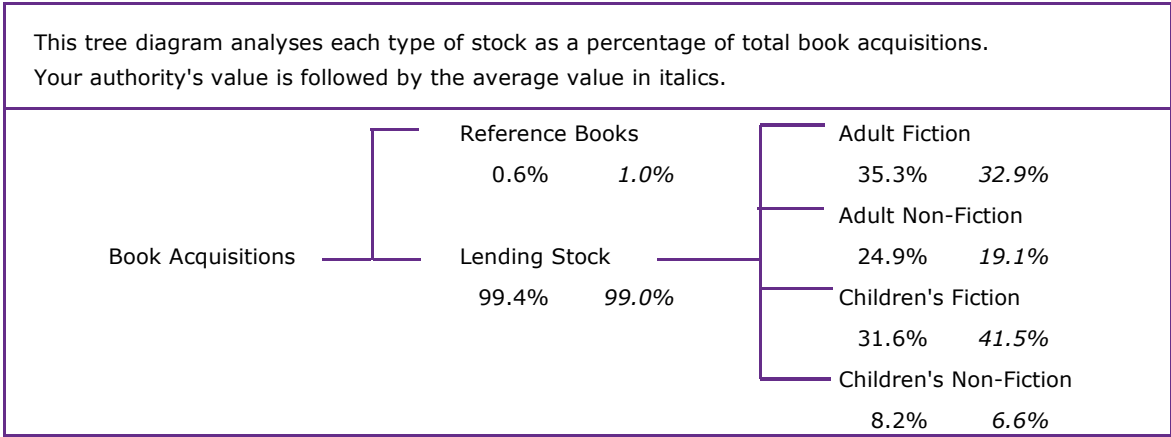 This tree diagram analyses each type of stock as a percentage of total book acquisitions.
Your authority's value is followed by the average value in italics.
Reference Books
0.6% 1.0%
Book Acquisitions
Lending Stock
99.4% 99.0%
Adult Fiction
35.3% 32.9%
Adult Non-Fiction
24.9% 19.1%
Children's Fiction
31.6% 41.5%
Children's Non-Fiction
8.2% 6.6%